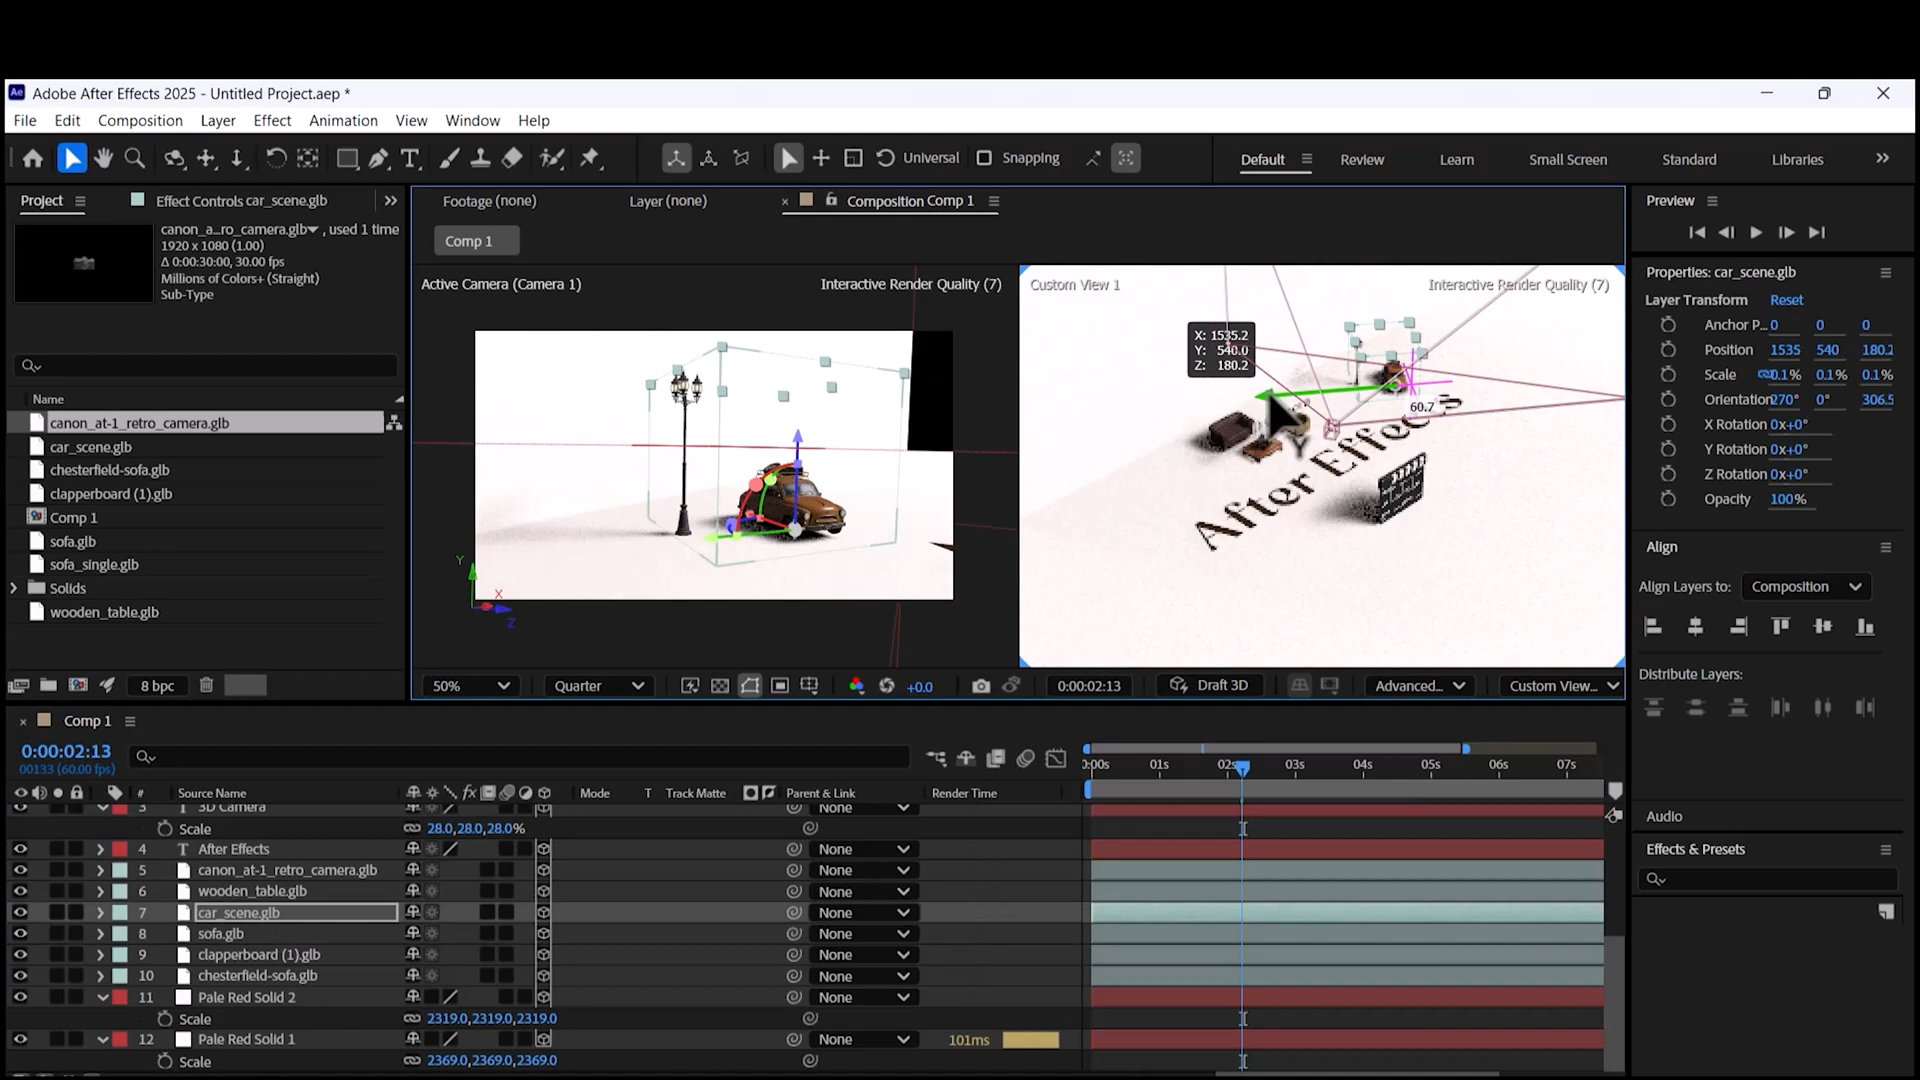 Adobe After Effects 2025 - Untitled Project.aep *
File Edit Composition Layer Effect Animation View Window Help
Universal Snapping Default Review Learn Small Screen Standard Libraries
Project Effect Controls car_scene.glb
canon_a...ro_camera.glb , used 1 time
1920 x 1080 (1.00)
Δ 0:00:30:00, 30.00 fps
Millions of Colors+ (Straight)
Sub-Type
Name
canon_at-1_retro_camera.glb
car_scene.glb
chesterfield-sofa.glb
clapperboard (1).glb
Comp 1
sofa.glb
sofa_single.glb
Solids
wooden_table.glb
8 bpc
Footage (none) Layer (none) × Composition Comp 1
Comp 1
Active Camera (Camera 1) Interactive Render Quality (7)
Y
X
Z
Custom View 1 Interactive Render Quality (7)
X: 1535.2
Y: 540.0
Z: 180.2
60.7
After Effects
50% Quarter +0.0 0:00:02:13 Draft 3D Advanced... Custom View...
Preview
Properties: car_scene.glb
Layer Transform Reset
Anchor P... 0 0 0
Position 1535 540 180.2
Scale 0.1% 0.1% 0.1%
Orientation 270° 0° 306.5
X Rotation 0x+0°
Y Rotation 0x+0°
Z Rotation 0x+0°
Opacity 100%
Align
Align Layers to: Composition
Distribute Layers:
Audio
Effects & Presets
× Comp 1
0:00:02:13
00133 (60.00 fps)
0:00s 01s 02s 03s 04s 05s 06s 07s
# Source Name fx Mode T Track Matte Parent & Link Render Time
3 T 3D Camera None
Scale 28.0,28.0,28.0%
4 T After Effects None
5 canon_at-1_retro_camera.glb None
6 wooden_table.glb None
7 car_scene.glb None
8 sofa.glb None
9 clapperboard (1).glb None
10 chesterfield-sofa.glb None
11 Pale Red Solid 2 None
Scale 2319.0,2319.0,2319.0
12 Pale Red Solid 1 None 101ms
Scale 2369.0,2369.0,2369.0